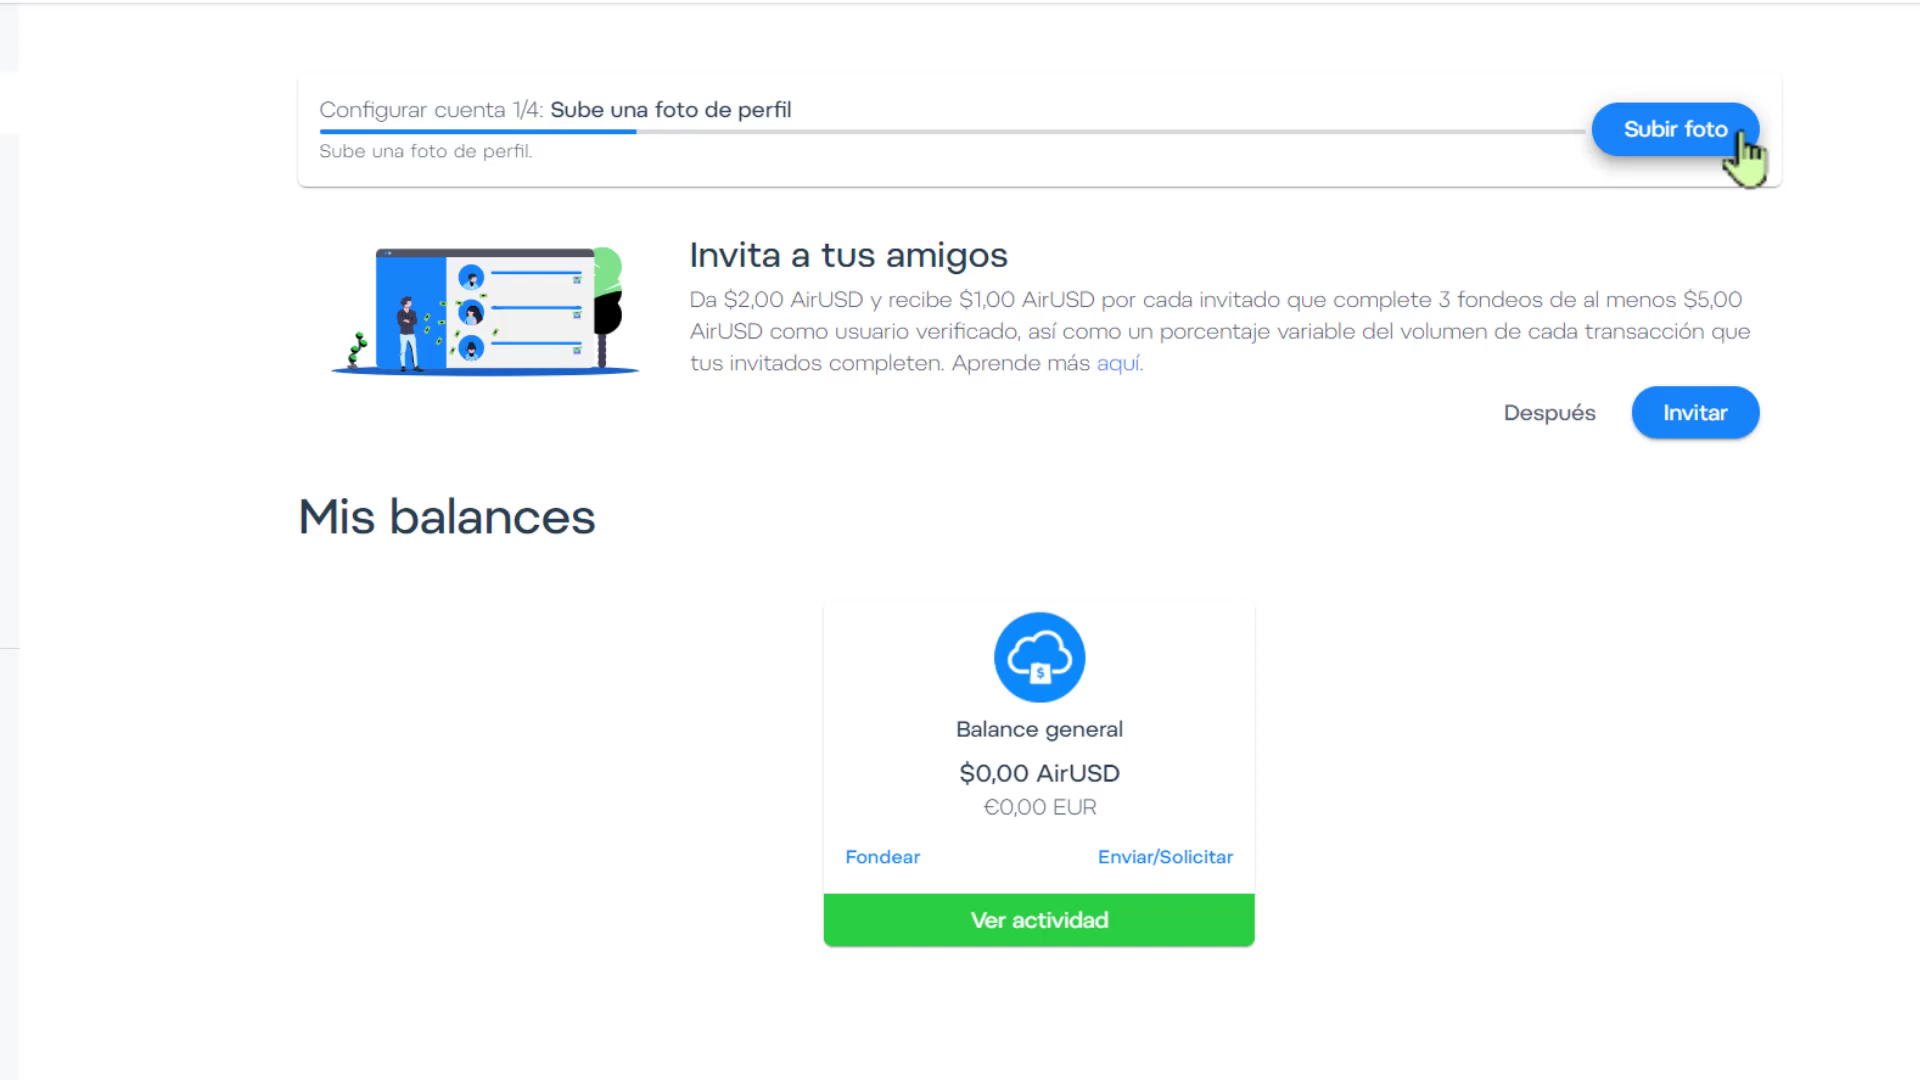 Configurar cuenta 1/4: Sube una foto de perfil
Sube una foto de perfil.
Subir foto
Invita a tus amigos
Da $2,00 AirUSD y recibe $1,00 AirUSD por cada invitado que complete 3 fondeos de al menos $5,00
AirUSD como usuario verificado, así como un porcentaje variable del volumen de cada transacción que
tus invitados completen. Aprende más aquí.
Después
Invitar
Mis balances
$
Balance general
$0,00 AirUSD
€0,00 EUR
Fondear
Enviar/Solicitar
Ver actividad